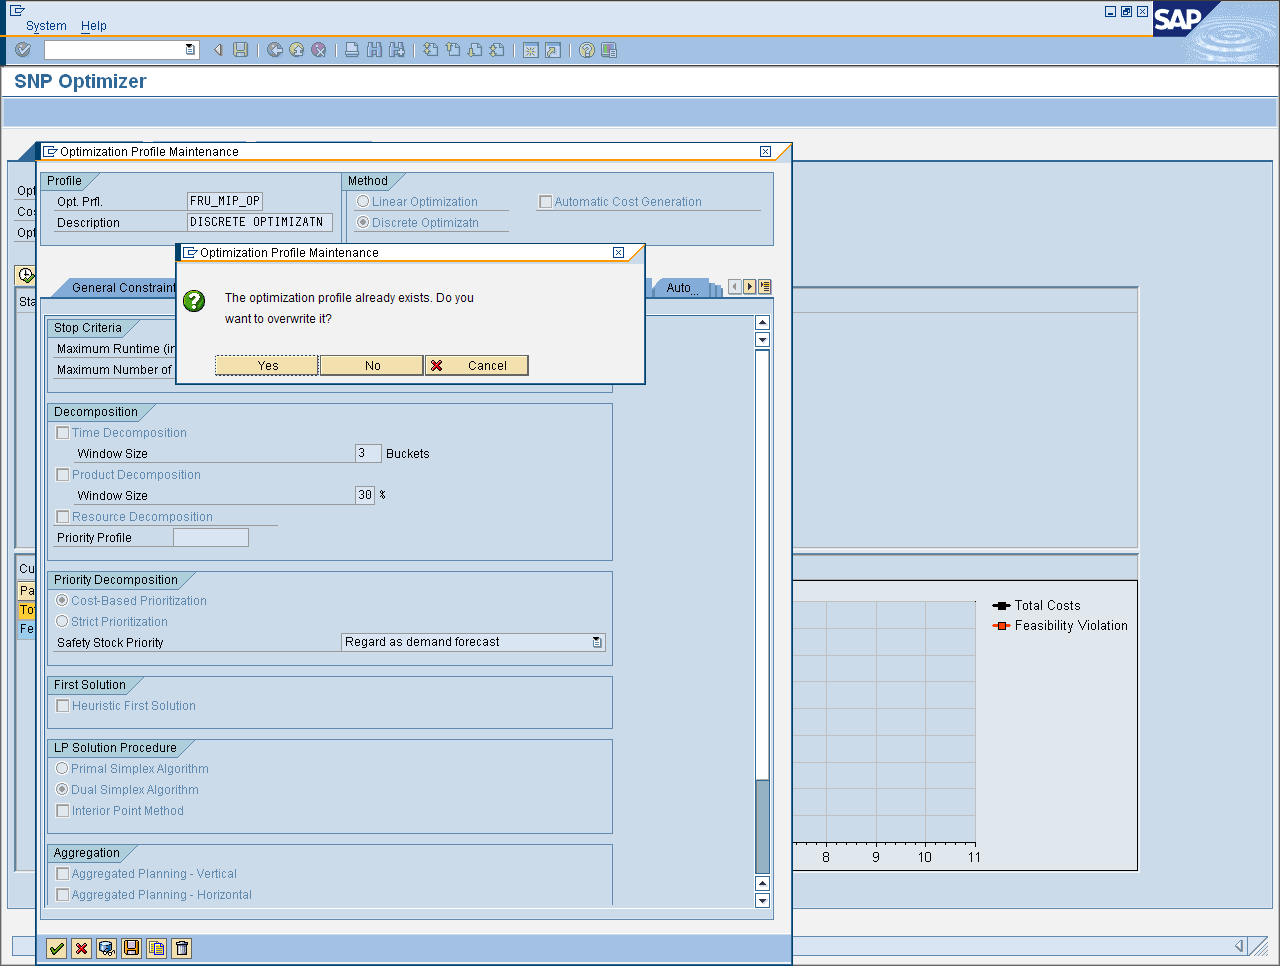 System Help
SAP
SNP Optimizer
Optimization Profile Maintenance
Profile
Opt. Prfl. FRU_MIP_OP
Description DISCRETE OPTIMIZATN
Method
Linear Optimization
Automatic Cost Generation
Discrete Optimizatn
Opt
Cos
Opt
Sta
Optimization Profile Maintenance
The optimization profile already exists. Do you
want to overwrite it?
Yes
No
Cancel
General Constraint
Auto...
Stop Criteria
Maximum Runtime (in
Maximum Number of
Decomposition
Time Decomposition
Window Size 3 Buckets
Product Decomposition
Window Size 30 %
Resource Decomposition
Priority Profile
Priority Decomposition
Cost-Based Prioritization
Strict Prioritization
Safety Stock Priority Regard as demand forecast
First Solution
Heuristic First Solution
LP Solution Procedure
Primal Simplex Algorithm
Dual Simplex Algorithm
Interior Point Method
Aggregation
Aggregated Planning - Vertical
Aggregated Planning - Horizontal
Cu
Pa
Tot
Fe
Total Costs
Feasibility Violation
8 9 10 11